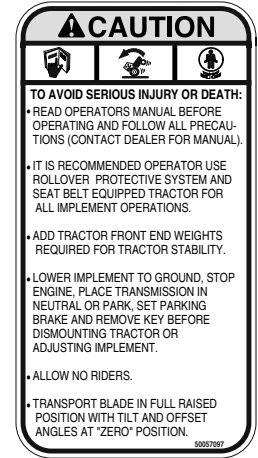 CAUTION
TO AVOID SERIOUS INJURY OR DEATH:
• READ OPERATORS MANUAL BEFORE
OPERATING AND FOLLOW ALL PRECAU-
TIONS (CONTACT DEALER FOR MANUAL).
• IT IS RECOMMENDED OPERATOR USE
ROLLOVER PROTECTIVE SYSTEM AND
SEAT BELT EQUIPPED TRACTOR FOR
ALL IMPLEMENT OPERATIONS.
• ADD TRACTOR FRONT END WEIGHTS
REQUIRED FOR TRACTOR STABILITY.
• LOWER IMPLEMENT TO GROUND, STOP
ENGINE, PLACE TRANSMISSION IN
NEUTRAL OR PARK, SET PARKING
BRAKE AND REMOVE KEY BEFORE
DISMOUNTING TRACTOR OR
ADJUSTING IMPLEMENT.
• ALLOW NO RIDERS.
• TRANSPORT BLADE IN FULL RAISED
POSITION WITH TILT AND OFFSET
ANGLES AT "ZERO" POSITION.
50057097